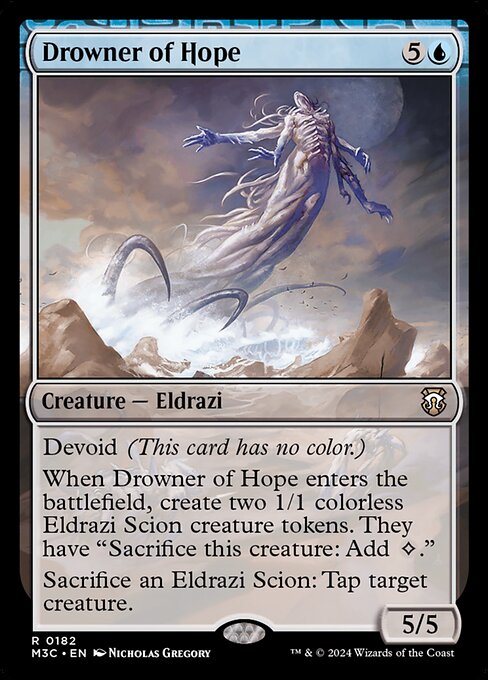 Drowner of Hope 5
Creature — Eldrazi
Devoid (This card has no color.)
When Drowner of Hope enters the
battlefield, create two 1/1 colorless
Eldrazi Scion creature tokens. They
have “Sacrifice this creature: Add .”
Sacrifice an Eldrazi Scion: Tap target
creature.
5/5
R 0182
M3C • EN Nicholas Gregory ™ & © 2024 Wizards of the Coast